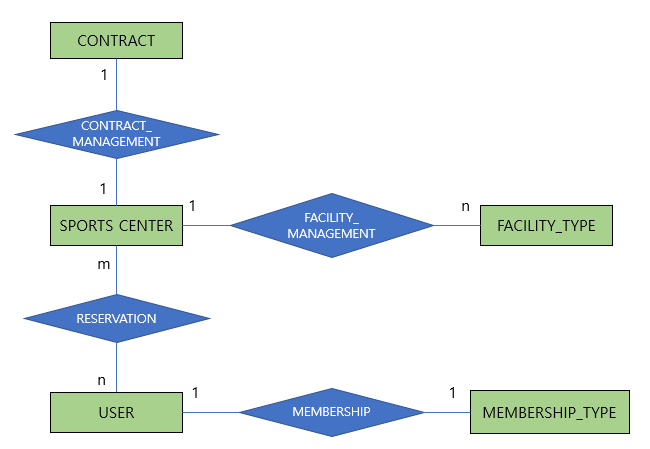 CONTRACT
1
CONTRACT_
MANAGEMENT
1
SPORTS CENTER
1
FACILITY_
MANAGEMENT
n
FACILITY_TYPE
m
RESERVATION
n
USER
1
MEMBERSHIP
1
MEMBERSHIP_TYPE